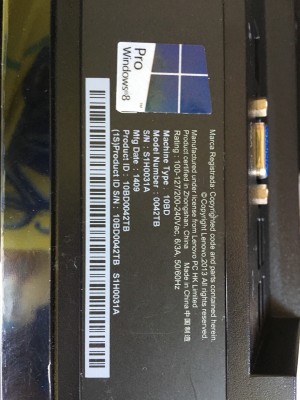 Pro
Windows®8
Marca Registrada. Copyrighted code and parts contained herein.
© Copyright Lenovo 2013 All rights reserved.
Manufactured under license from Lenovo PC HK Limited
Product certified in Zhongshan, China Made in China 中国制造
Rating : 100-127/200-240Vac, 6/3A, 50/60Hz
Machine Type : 10BD
Model Number : 0042TB
S/N : S1H0031A
Mfg Date : 1409
Product ID : 10BD0042TB
(1S)Product ID S/N : 10BD0042TB S1H0031A